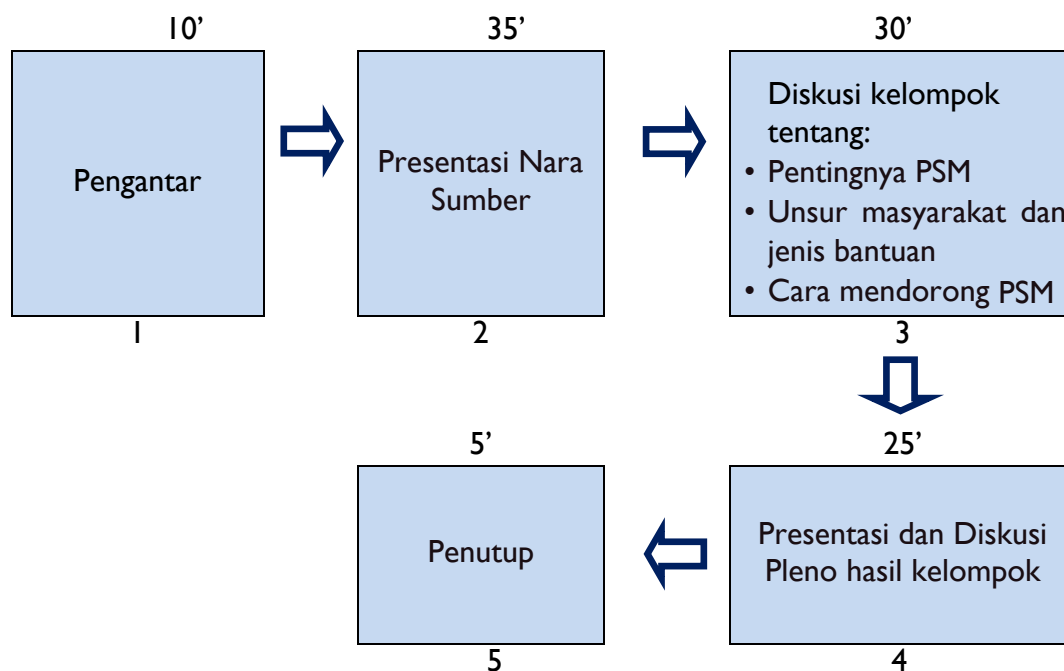 10’
Pengantar
1
35’
Presentasi Nara
Sumber
2
30’
Diskusi kelompok
tentang:
• Pentingnya PSM
• Unsur masyarakat dan
jenis bantuan
• Cara mendorong PSM
3
25’
Presentasi dan Diskusi
Pleno hasil kelompok
4
5’
Penutup
5